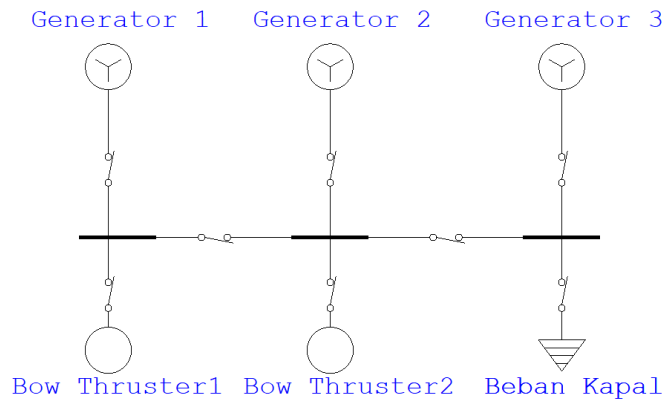 Generator 1 Generator 2 Generator 3
Bow Thruster1 Bow Thruster2 Beban Kapal